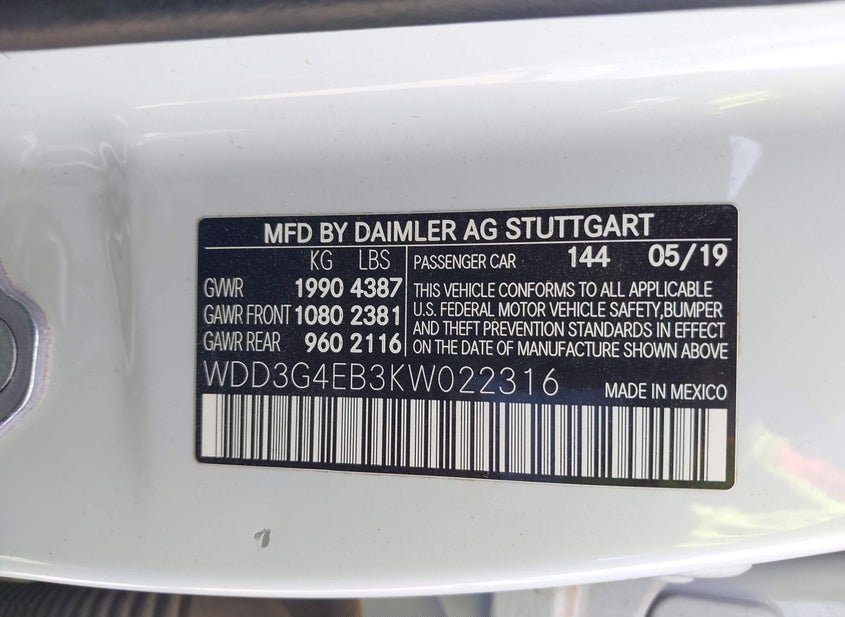 MFD BY DAIMLER AG STUTTGART
KG LBS
GVWR 1990 4387
GAWR FRONT 1080 2381
GAWR REAR 960 2116
PASSENGER CAR 144 05/19
THIS VEHICLE CONFORMS TO ALL APPLICABLE
U.S. FEDERAL MOTOR VEHICLE SAFETY,BUMPER
AND THEFT PREVENTION STANDARDS IN EFFECT
ON DATE OF MANUFACTURE SHOWN ABOVE
WDD3G4EB3KW022316 MADE IN MEXICO